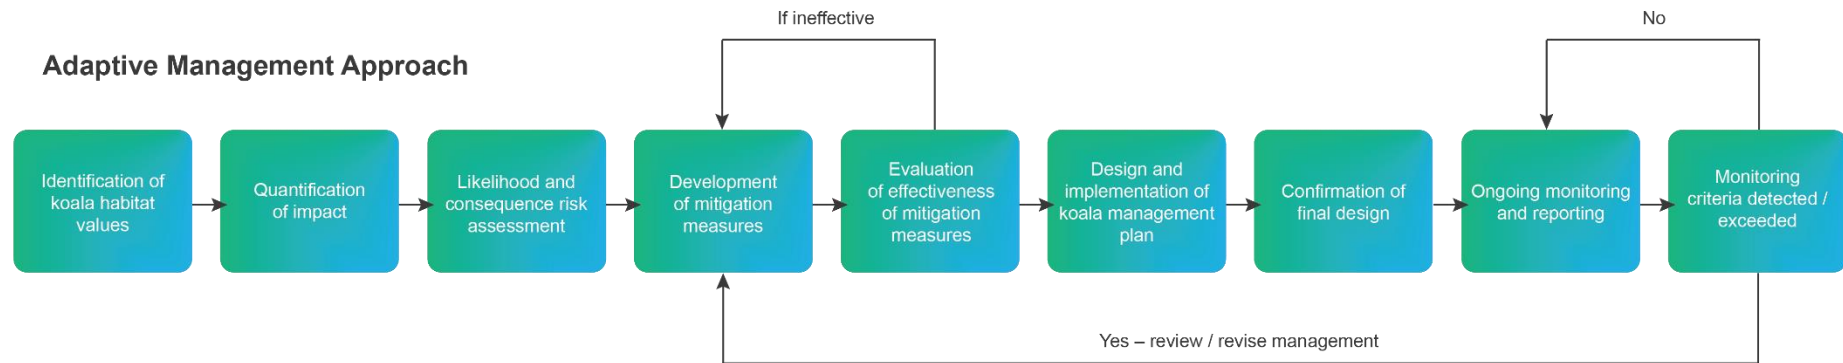 If ineffective
No
Adaptive Management Approach
Identification of
koala habitat
values
Quantification
of impact
Likelihood and
consequence risk
assessment
Development
of mitigation
measures
Evaluation
of effectiveness
of mitigation
measures
Design and
implementation of
koala management
plan
Confirmation of
final design
Ongoing monitoring
and reporting
Monitoring
criteria detected /
exceeded
Yes – review / revise management